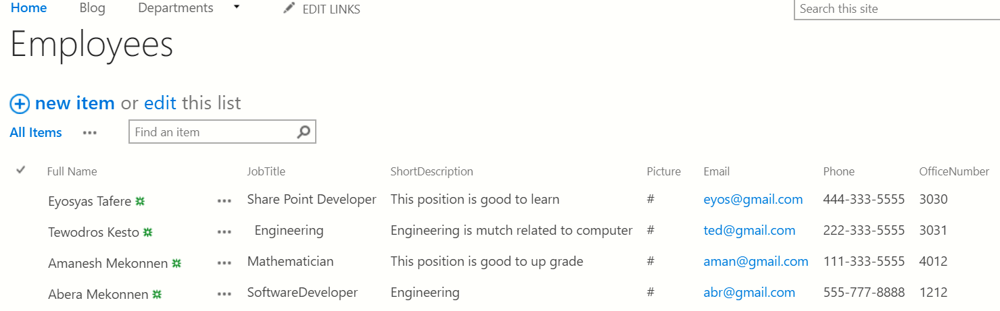 Home Blog Departments EDIT LINKS Search this site
Employees
new item or edit this list
All Items ••• Find an item
Full Name JobTitle ShortDescription Picture Email Phone OfficeNumber
Eyosyas Tafere ••• Share Point Developer This position is good to learn # eyos@gmail.com 444-333-5555 3030
Tewodros Kesto ••• Engineering Engineering is mutch related to computer # ted@gmail.com 222-333-5555 3031
Amanesh Mekonnen ••• Mathematician This position is good to up grade # aman@gmail.com 111-333-5555 4012
Abera Mekonnen ••• SoftwareDeveloper Engineering # abr@gmail.com 555-777-8888 1212